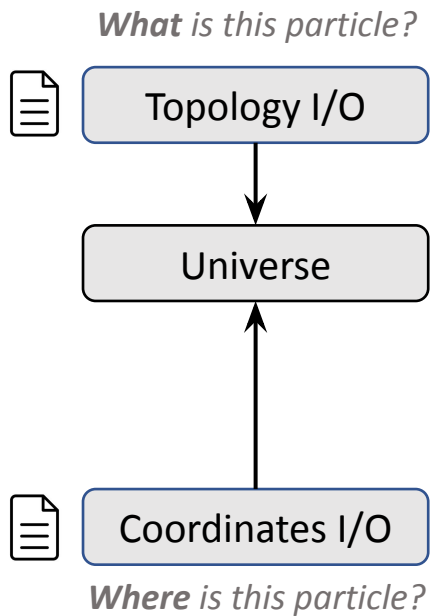 What is this particle?
Topology I/O
Universe
Coordinates I/O
Where is this particle?